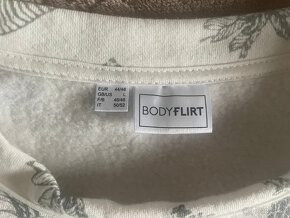 EUR 44/46
GB/US L
F/B 46/48
IT 50/52
BODYFLIRT